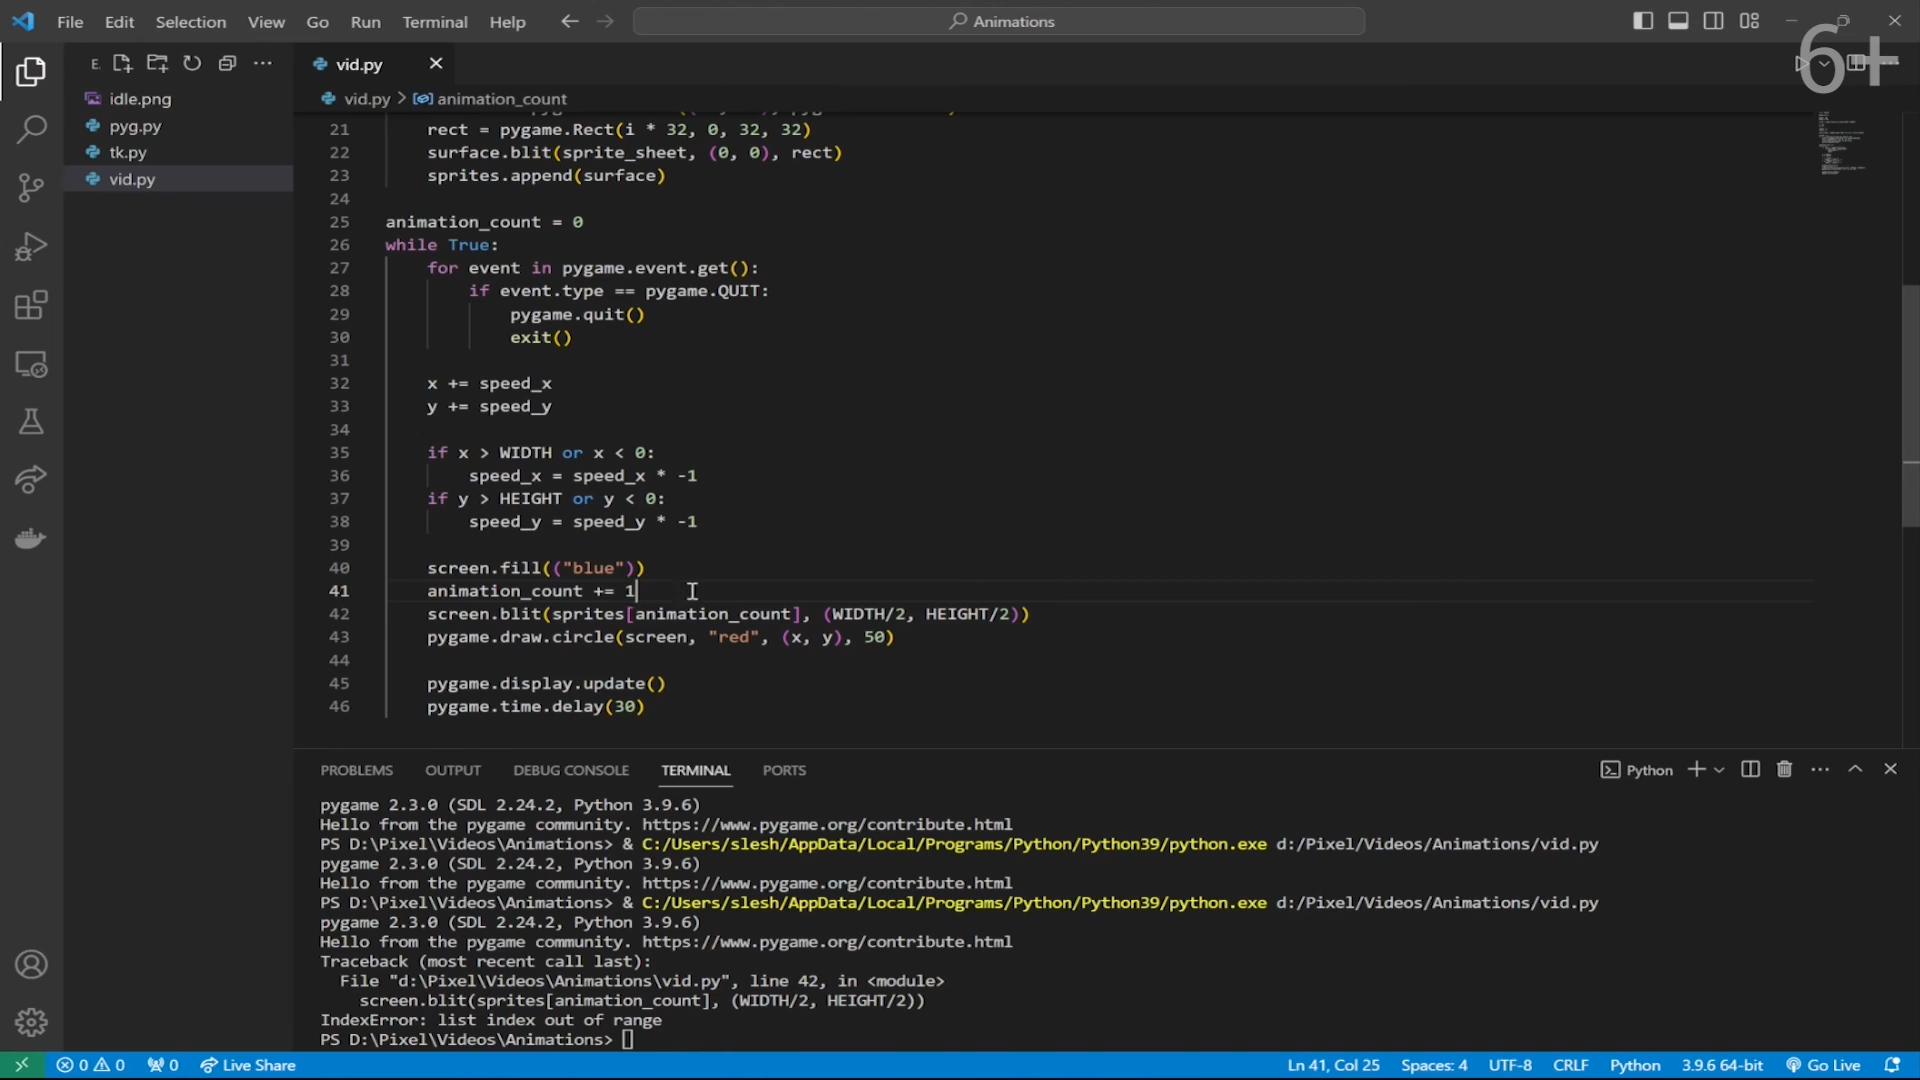 File Edit Selection View Go Run Terminal Help Animations
6+
E.
vid.py
vid.py > animation_count
idle.png
pyg.py
tk.py
vid.py
21 rect = pygame.Rect(i * 32, 0, 32, 32)
22 surface.blit(sprite_sheet, (0, 0), rect)
23 sprites.append(surface)
24
25 animation_count = 0
26 while True:
27 for event in pygame.event.get():
28 if event.type == pygame.QUIT:
29 pygame.quit()
30 exit()
31
32 x += speed_x
33 y += speed_y
34
35 if x > WIDTH or x < 0:
36 speed_x = speed_x * -1
37 if y > HEIGHT or y < 0:
38 speed_y = speed_y * -1
39
40 screen.fill(("blue"))
41 animation_count += 1
42 screen.blit(sprites[animation_count], (WIDTH/2, HEIGHT/2))
43 pygame.draw.circle(screen, "red", (x, y), 50)
44
45 pygame.display.update()
46 pygame.time.delay(30)
PROBLEMS OUTPUT DEBUG CONSOLE TERMINAL PORTS Python
pygame 2.3.0 (SDL 2.24.2, Python 3.9.6)
Hello from the pygame community. https://www.pygame.org/contribute.html
PS D:\Pixel\Videos\Animations> & C:/Users/slesh/AppData/Local/Programs/Python/Python39/python.exe d:/Pixel/Videos/Animations/vid.py
pygame 2.3.0 (SDL 2.24.2, Python 3.9.6)
Hello from the pygame community. https://www.pygame.org/contribute.html
PS D:\Pixel\Videos\Animations> & C:/Users/slesh/AppData/Local/Programs/Python/Python39/python.exe d:/Pixel/Videos/Animations/vid.py
pygame 2.3.0 (SDL 2.24.2, Python 3.9.6)
Hello from the pygame community. https://www.pygame.org/contribute.html
Traceback (most recent call last):
File "d:\Pixel\Videos\Animations\vid.py", line 42, in <module>
screen.blit(sprites[animation_count], (WIDTH/2, HEIGHT/2))
IndexError: list index out of range
PS D:\Pixel\Videos\Animations>
0 0 0 Live Share Ln 41, Col 25 Spaces: 4 UTF-8 CRLF Python 3.9.6 64-bit Go Live